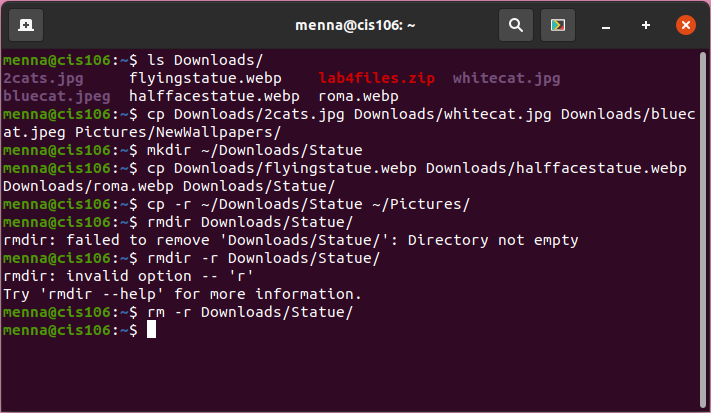 menna@cis106: ~
menna@cis106:~$ ls Downloads/
2cats.jpg flyingstatue.webp lab4files.zip whitecat.jpg
bluecat.jpeg halffacestatue.webp roma.webp
menna@cis106:~$ cp Downloads/2cats.jpg Downloads/whitecat.jpg Downloads/bluec
at.jpeg Pictures/NewWallpapers/
menna@cis106:~$ mkdir ~/Downloads/Statue
menna@cis106:~$ cp Downloads/flyingstatue.webp Downloads/halffacestatue.webp
Downloads/roma.webp Downloads/Statue/
menna@cis106:~$ cp -r ~/Downloads/Statue ~/Pictures/
menna@cis106:~$ rmdir Downloads/Statue/
rmdir: failed to remove 'Downloads/Statue/': Directory not empty
menna@cis106:~$ rmdir -r Downloads/Statue/
rmdir: invalid option -- 'r'
Try 'rmdir --help' for more information.
menna@cis106:~$ rm -r Downloads/Statue/
menna@cis106:~$